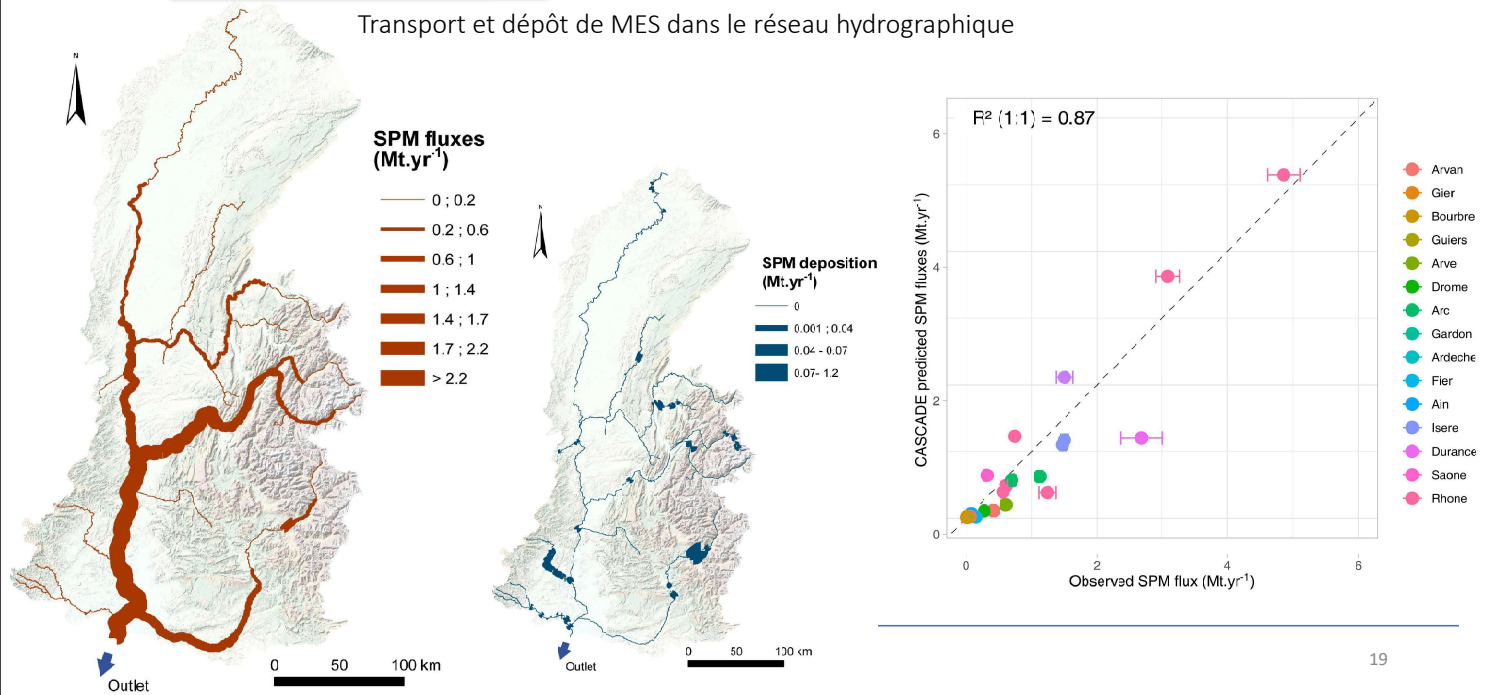 Transport et dépôt de MES dans le réseau hydrographique
N
SPM fluxes
(Mt.yr⁻¹)
0 ; 0.2
0.2 ; 0.6
0.6 ; 1
1 ; 1.4
1.4 ; 1.7
1.7 ; 2.2
> 2.2
Outlet
0 50 100 km
N
SPM deposition
(Mt.yr⁻¹)
0
0.001 ; 0.04
0.04 - 0.07
0.07- 1.2
Outlet
0 50 100 km
R² (1:1) = 0.87
CASCADE predicted SPM fluxes (Mt.yr⁻¹)
6
4
2
0
0 2 4 6
Observed SPM flux (Mt.yr⁻¹)
Arvan
Gier
Bourbre
Guiers
Arve
Drome
Arc
Gardon
Ardeche
Fier
Ain
Isere
Durance
Saone
Rhone
19